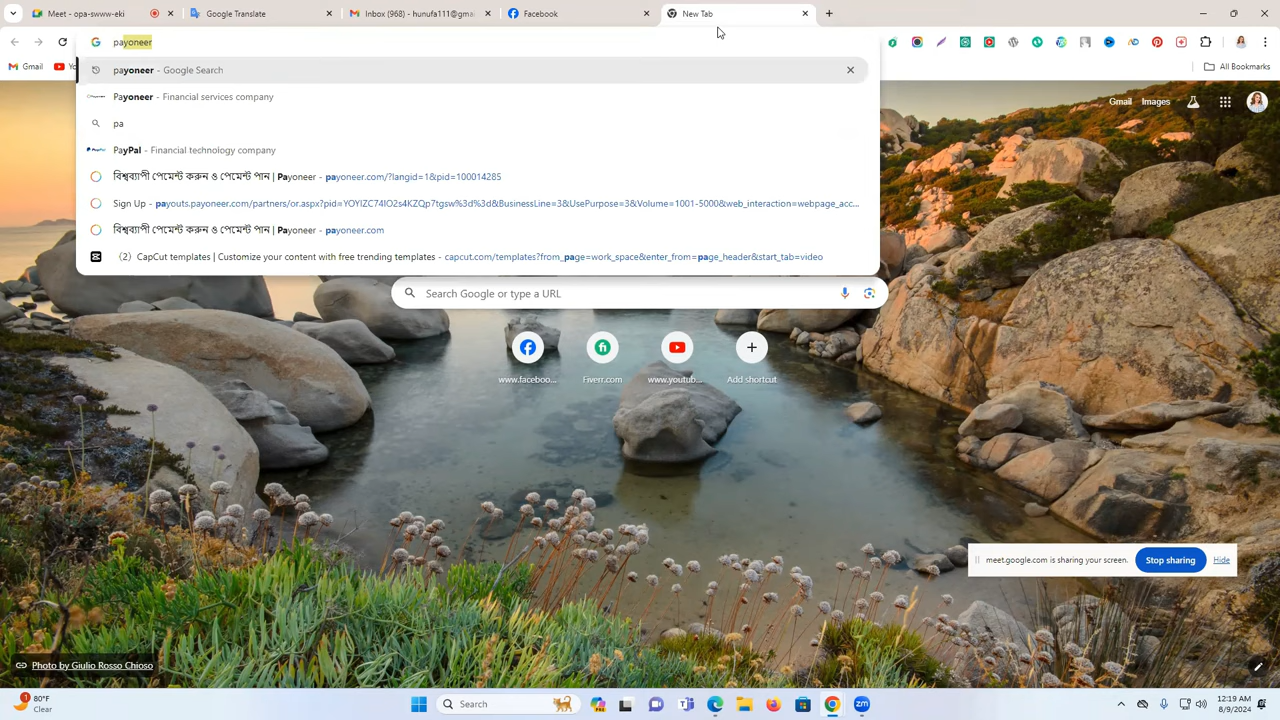 Meet - opa-swww-eki
Google Translate
Inbox (968) - hunufa111@gma
Facebook
New Tab
payoneer
Gmail
Yo
All Bookmarks
payoneer - Google Search
Payoneer - Financial services company
pa
PayPal - Financial technology company
বিশ্বব্যাপী পেমেন্ট করুন ও পেমেন্ট পান | Payoneer - payoneer.com/?langid=1&pid=100014285
Sign Up - payouts.payoneer.com/partners/or.aspx?pid=YOYIZC74IO2s4KZQp7tgsw%3d%3d&BusinessLine=3&UsePurpose=3&Volume=1001-5000&web_interaction=webpage_acc...
বিশ্বব্যাপী পেমেন্ট করুন ও পেমেন্ট পান | Payoneer - payoneer.com
(2) CapCut templates | Customize your content with free trending templates - capcut.com/templates?from_page=work_space&enter_from=page_header&start_tab=video
Gmail Images
Search Google or type a URL
www.faceboo... Fiverr.com www.youtub... Add shortcut
meet.google.com is sharing your screen. Stop sharing Hide
Photo by Giulio Rosso Chioso
80°F
Clear
Search
12:19 AM
8/9/2024